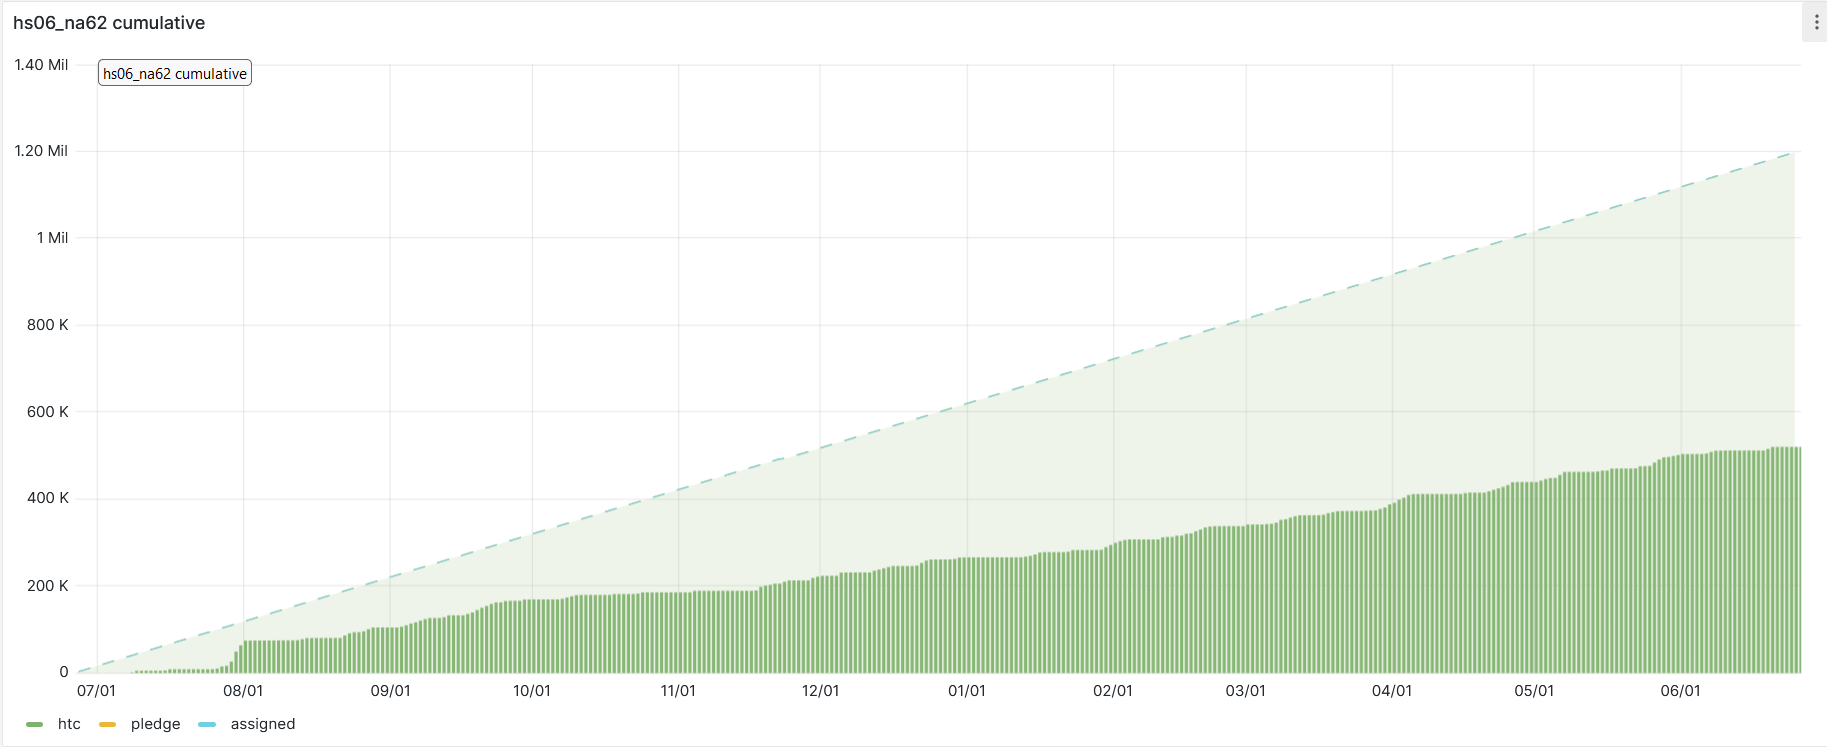 hs06_na62 cumulative
1.40 Mil
hs06_na62 cumulative
1.20 Mil
1 Mil
800 K
600 K
400 K
200 K
0
07/01 08/01 09/01 10/01 11/01 12/01 01/01 02/01 03/01 04/01 05/01 06/01
htc pledge assigned